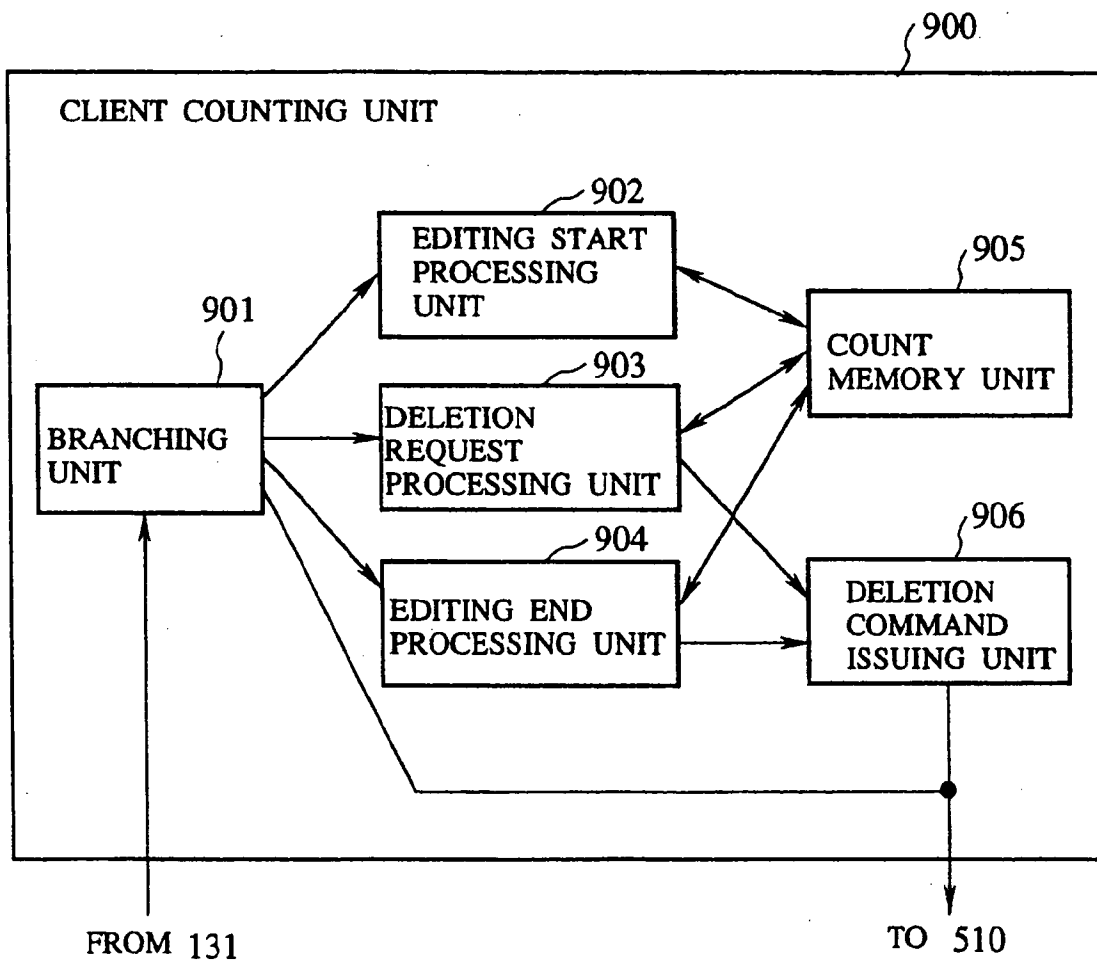 900
CLIENT COUNTING UNIT
902
EDITING START
PROCESSING
UNIT
905
COUNT
MEMORY UNIT
901
BRANCHING
UNIT
903
DELETION
REQUEST
PROCESSING UNIT
904
EDITING END
PROCESSING UNIT
906
DELETION
COMMAND
ISSUING UNIT
FROM 131
TO 510